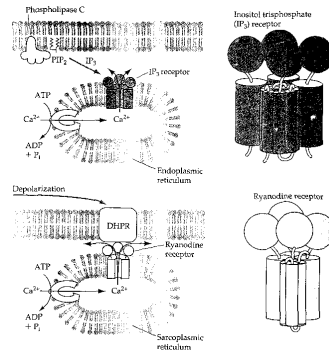 Phospholipase C
PIP2
IP3
IP3 receptor
ATP
Ca2+
Ca2+
ADP
+ Pi
Endoplasmic
reticulum
Inositol trisphosphate
(IP3) receptor
Depolarization
DHPR
Ryanodine
receptor
ATP
Ca2+
Ca2+
ADP
+ Pi
Sarcoplasmic
reticulum
Ryanodine receptor